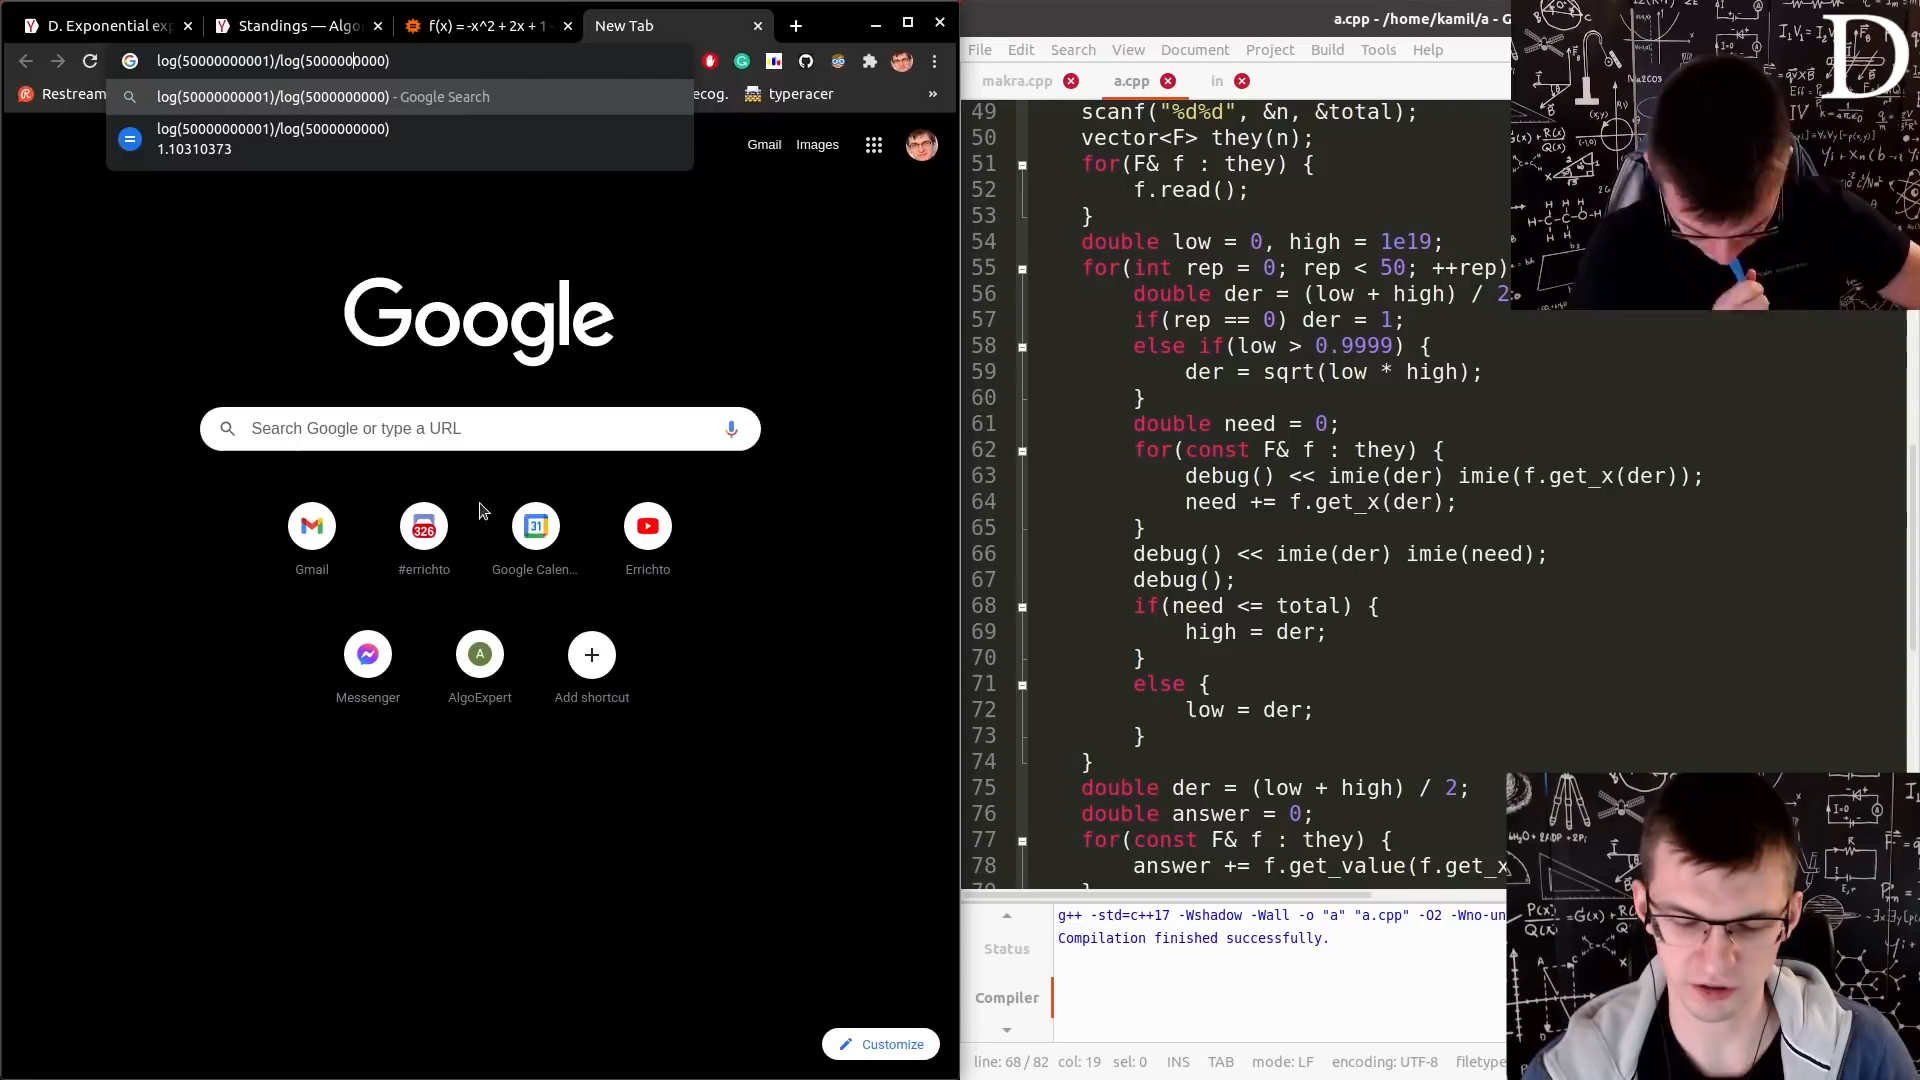 D. Exponential exp
Standings — Algo
f(x) = -x^2 + 2x + 1 -
New Tab
log(50000000001)/log(5000000000)
Restream
ecog.
typeracer
»
log(50000000001)/log(5000000000) - Google Search
log(50000000001)/log(5000000000)
1.10310373
Gmail
Images
Google
Search Google or type a URL
326
31
Gmail
#errichto
Google Calen...
Errichto
A
Messenger
AlgoExpert
Add shortcut
Customize
a.cpp - /home/kamil/a - G
File Edit Search View Document Project Build Tools Help
makra.cpp
a.cpp
in
49 scanf("%d%d", &n, &total);
50 vector<F> they(n);
51 for(F& f : they) {
52 f.read();
53 }
54 double low = 0, high = 1e19;
55 for(int rep = 0; rep < 50; ++rep)
56 double der = (low + high) / 2
57 if(rep == 0) der = 1;
58 else if(low > 0.9999) {
59 der = sqrt(low * high);
60 }
61 double need = 0;
62 for(const F& f : they) {
63 debug() << imie(der) imie(f.get_x(der));
64 need += f.get_x(der);
65 }
66 debug() << imie(der) imie(need);
67 debug();
68 if(need <= total) {
69 high = der;
70 }
71 else {
72 low = der;
73 }
74 }
75 double der = (low + high) / 2;
76 double answer = 0;
77 for(const F& f : they) {
78 answer += f.get_value(f.get_x
Status
Compiler
g++ -std=c++17 -Wshadow -Wall -o "a" "a.cpp" -O2 -Wno-un
Compilation finished successfully.
line: 68 / 82 col: 19 sel: 0 INS TAB mode: LF encoding: UTF-8 filetype
D